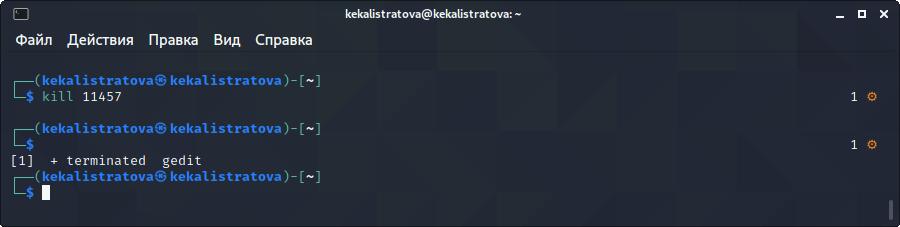 kekalistratova@kekalistratova: ~
Файл Действия Правка Вид Справка
┌──(kekalistratova㉿kekalistratova)-[~]
└─$ kill 11457 1 ⚙
┌──(kekalistratova㉿kekalistratova)-[~]
└─$ 1 ⚙
[1]  + terminated  gedit
┌──(kekalistratova㉿kekalistratova)-[~]
└─$